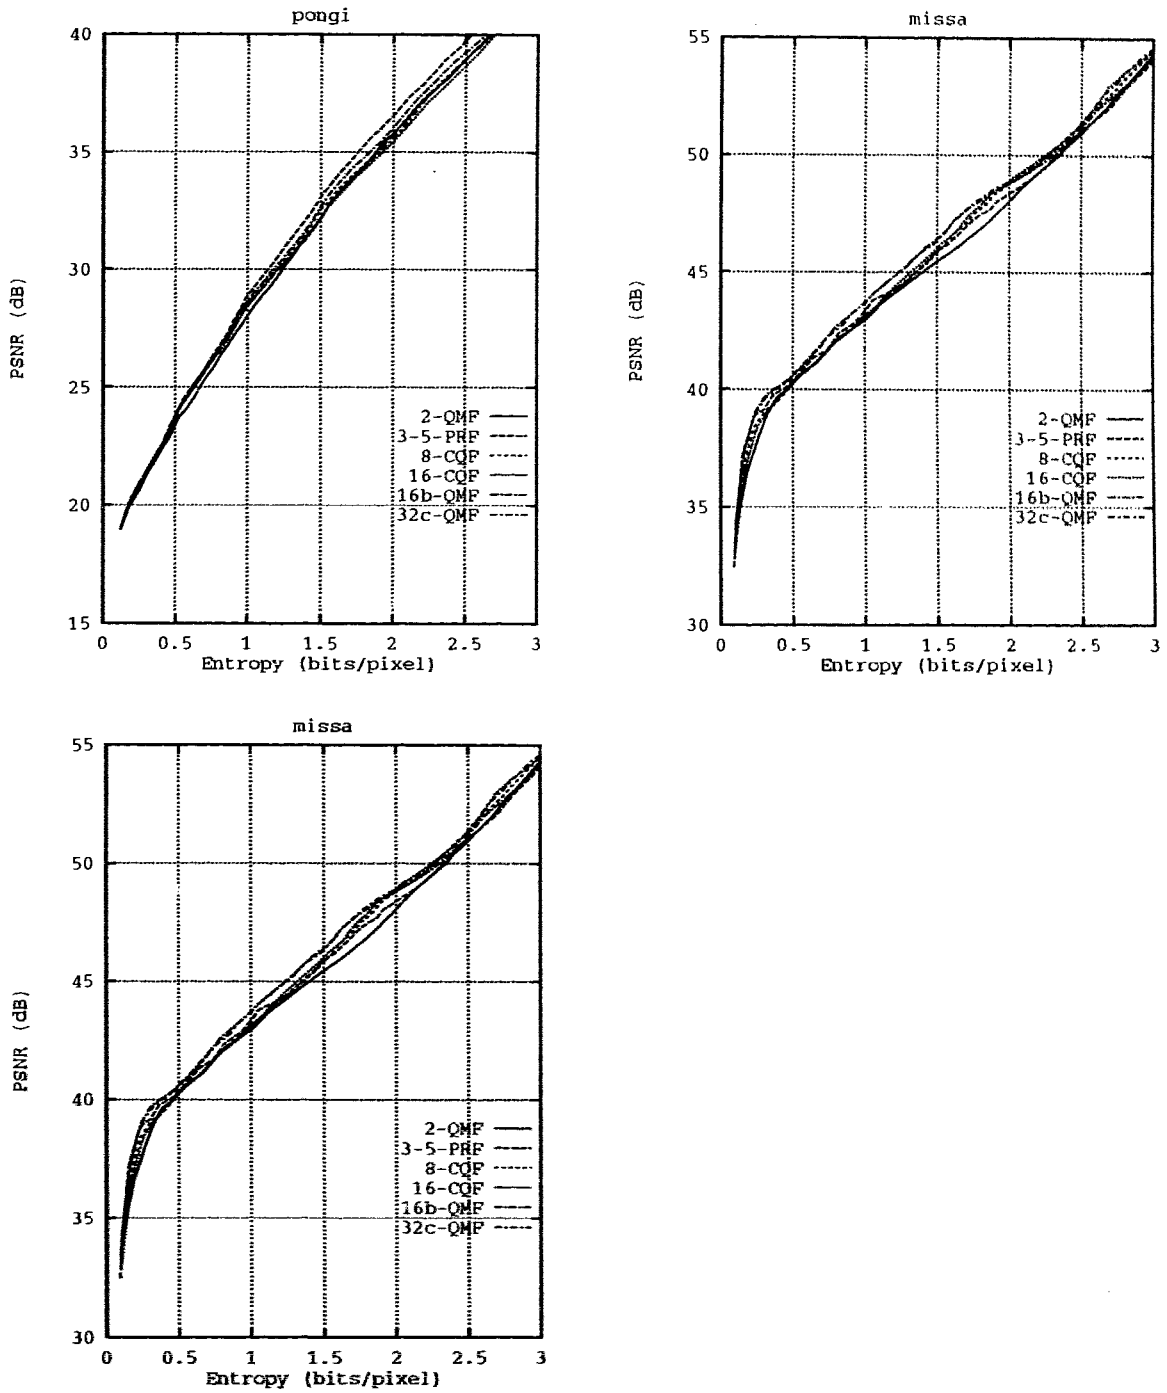 pongi
40
35
30
25
20
15
PSNR (dB)
2-QMF
3-5-PRF
8-CQF
16-CQF
16b-QMF
32c-QMF
0 0.5 1 1.5 2 2.5 3
Entropy (bits/pixel)
missa
55
50
45
40
35
30
PSNR (dB)
2-QMF
3-5-PRF
8-CQF
16-CQF
16b-QMF
32c-QMF
0 0.5 1 1.5 2 2.5 3
Entropy (bits/pixel)
missa
55
50
45
40
35
30
PSNR (dB)
2-QMF
3-5-PRF
8-CQF
16-CQF
16b-QMF
32c-QMF
0 0.5 1 1.5 2 2.5 3
Entropy (bits/pixel)